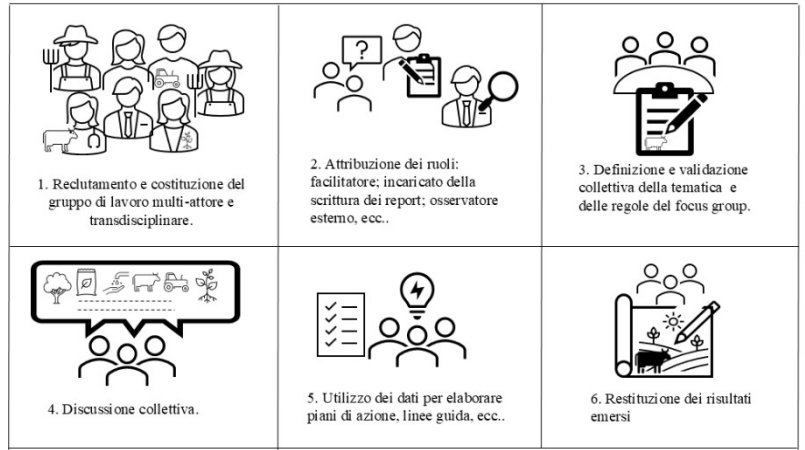 ?
1. Reclutamento e costituzione del
gruppo di lavoro multi-attore e
transdisciplinare.
2. Attribuzione dei ruoli:
facilitatore; incaricato della
scrittura dei report; osservatore
esterno, ecc..
3. Definizione e validazione
collettiva della tematica e
delle regole del focus group.
4. Discussione collettiva.
5. Utilizzo dei dati per elaborare
piani di azione, linee guida, ecc..
6. Restituzione dei risultati
emersi